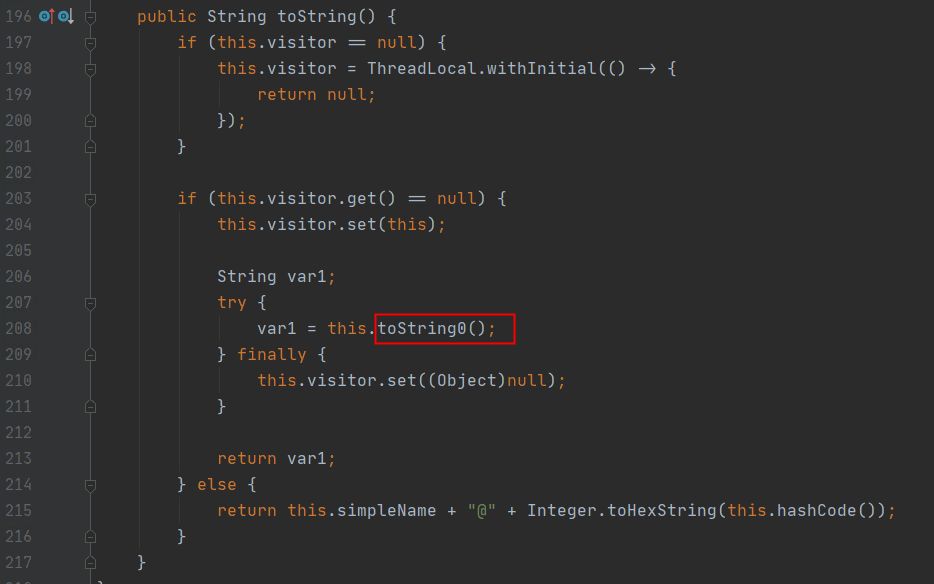 196 public String toString() {
197 if (this.visitor == null) {
198 this.visitor = ThreadLocal.withInitial(() -> {
199 return null;
200 });
201 }
202
203 if (this.visitor.get() == null) {
204 this.visitor.set(this);
205
206 String var1;
207 try {
208 var1 = this.toString0();
209 } finally {
210 this.visitor.set((Object)null);
211 }
212
213 return var1;
214 } else {
215 return this.simpleName + "@" + Integer.toHexString(this.hashCode());
216 }
217 }